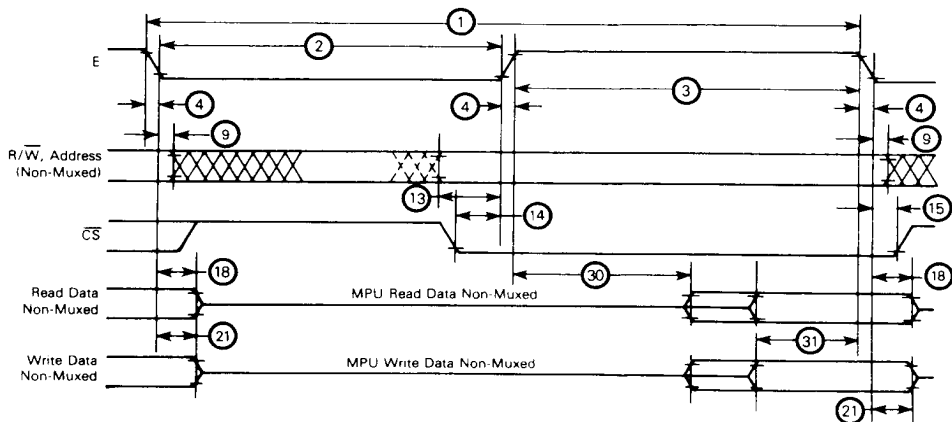 1
2
E
3
4
4
4
9
9
R/W̅, Address
(Non-Muxed)
13
14
15
C̅S̅
18
30
18
Read Data
Non-Muxed
MPU Read Data Non-Muxed
21
31
Write Data
Non-Muxed
MPU Write Data Non-Muxed
21